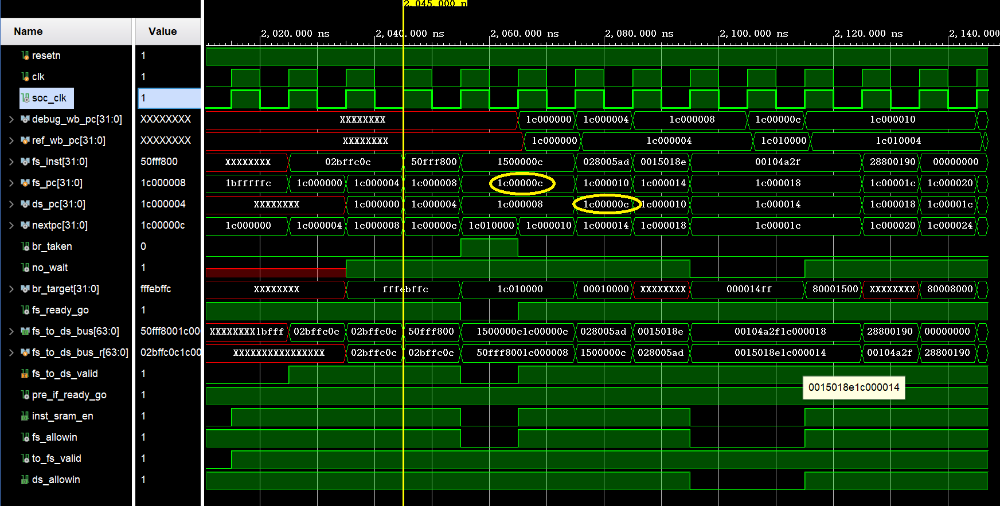 2,045.000 n
Name Value
2,020.000 ns 2,040.000 ns 2,060.000 ns 2,080.000 ns 2,100.000 ns 2,120.000 ns 2,140.000
resetn 1
clk 1
soc_clk 1
debug_wb_pc[31:0] XXXXXXXX XXXXXXXX 1c000000 1c000004 1c000008 1c00000c 1c000010
ref_wb_pc[31:0] XXXXXXXX XXXXXXXX 1c000000 1c000004 1c010000 1c010004
fs_inst[31:0] 50fff800 XXXXXXXX 02bffc0c 50fff800 1500000c 028005ad 0015018e 00104a2f 28800190 00000000
fs_pc[31:0] 1c000008 1bfffffc 1c000000 1c000004 1c000008 1c00000c 1c000010 1c000014 1c000018 1c00001c 1c000020
ds_pc[31:0] 1c000004 XXXXXXXX 1c000000 1c000004 1c000008 1c00000c 1c000010 1c000014 1c000018 1c00001c
nextpc[31:0] 1c00000c 1c000000 1c000004 1c000008 1c00000c 1c010000 1c000010 1c000014 1c000018 1c00001c 1c000020 1c000024
br_taken 0
no_wait 1
br_target[31:0] fffebffc XXXXXXXX fffebffc 1c010000 00010000 XXXXXXXX 000014ff 80001500 XXXXXXXX 80008000
fs_ready_go 1
fs_to_ds_bus[63:0] 50fff8001c00 XXXXXXXX1bfff 02bffc0c 02bffc0c 50fff800 1500000c1c00000c 028005ad 0015018e 00104a2f1c000018 28800190 00000000
fs_to_ds_bus_r[63:0] 02bffc0c1c00 XXXXXXXXXXXXXXXX 02bffc0c 02bffc0c 50fff8001c000008 1500000c 028005ad 0015018e1c000014 00104a2f 28800190
fs_to_ds_valid 1
0015018e1c000014
pre_if_ready_go 1
inst_sram_en 1
fs_allowin 1
to_fs_valid 1
ds_allowin 1